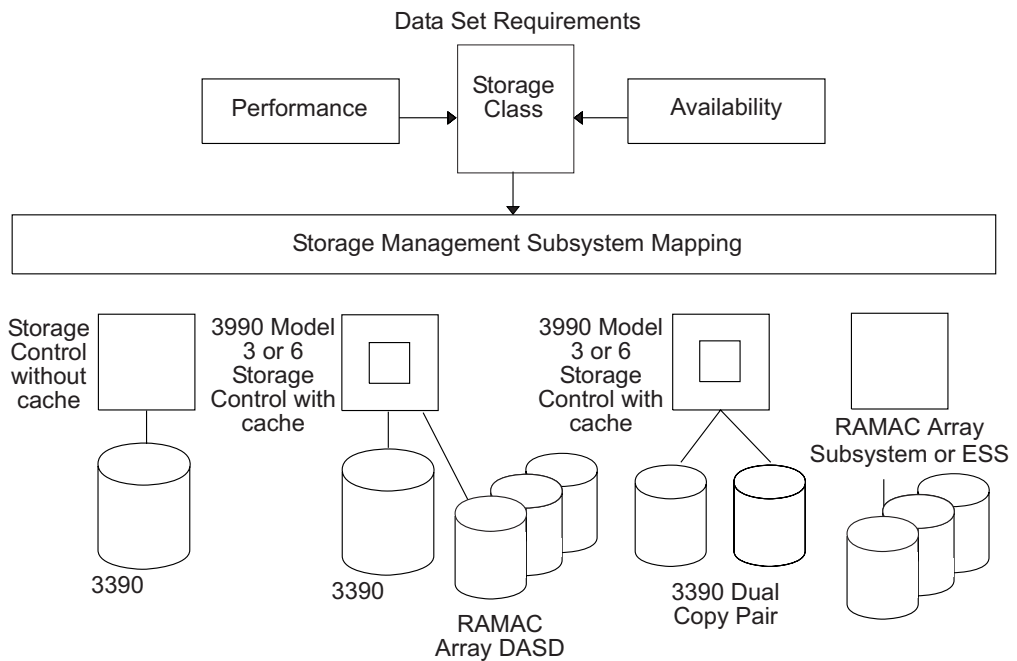 Data Set Requirements
Performance
Storage
Class
Availability
Storage Management Subsystem Mapping
Storage
Control
without
cache
3990 Model
3 or 6
Storage
Control with
cache
3990 Model
3 or 6
Storage
Control with
cache
RAMAC Array
Subsystem or ESS
3390
3390
RAMAC
Array DASD
3390 Dual
Copy Pair